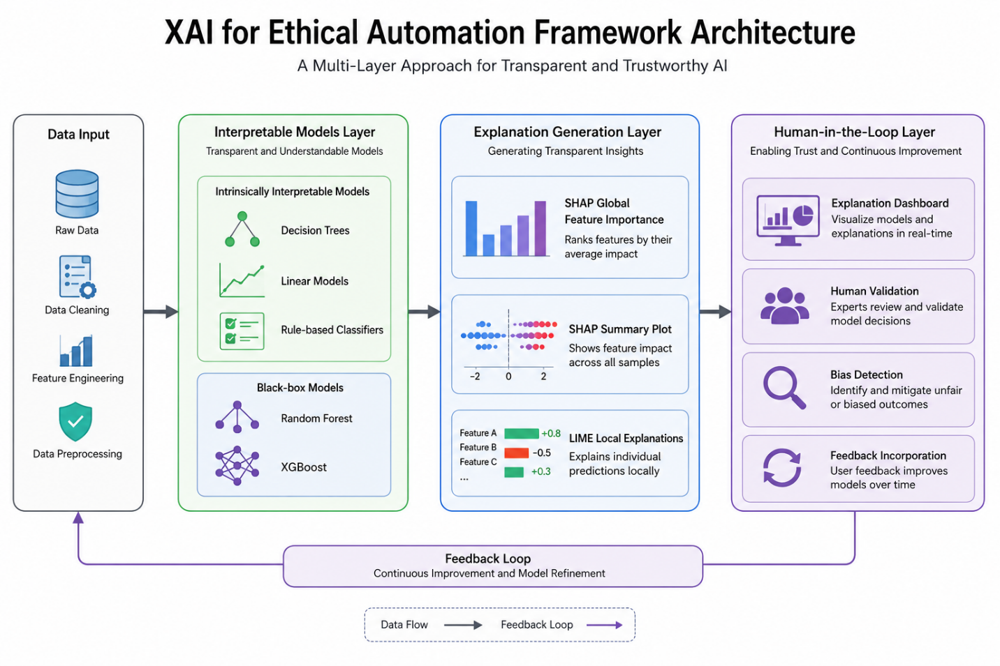 XAI for Ethical Automation Framework Architecture
A Multi-Layer Approach for Transparent and Trustworthy AI
Data Input
Raw Data
Data Cleaning
Feature Engineering
Data Preprocessing
Interpretable Models Layer
Transparent and Understandable Models
Intrinsically Interpretable Models
Decision Trees
Linear Models
Rule-based Classifiers
Black-box Models
Random Forest
XGBoost
Explanation Generation Layer
Generating Transparent Insights
SHAP Global
Feature Importance
Ranks features by their
average impact
SHAP Summary Plot
Shows feature impact
across all samples
−2 0 2
Feature A +0.8
Feature B −0.5
Feature C +0.3
...
LIME Local Explanations
Explains individual
predictions locally
Human-in-the-Loop Layer
Enabling Trust and Continuous Improvement
Explanation Dashboard
Visualize models and
explanations in real-time
Human Validation
Experts review and validate
model decisions
Bias Detection
Identify and mitigate unfair
or biased outcomes
Feedback Incorporation
User feedback improves
models over time
Feedback Loop
Continuous Improvement and Model Refinement
Data Flow
Feedback Loop